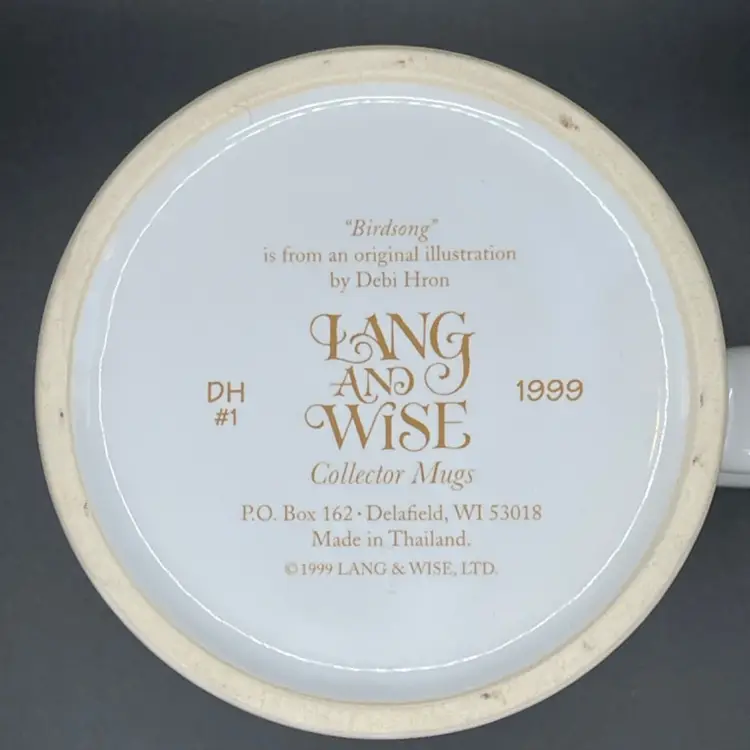 "Birdsong"
is from an original illustration
by Debi Hron
LANG
AND
WISE
DH
#1
1999
Collector Mugs
P.O. Box 162 · Delafield, WI 53018
Made in Thailand.
©1999 LANG & WISE, LTD.